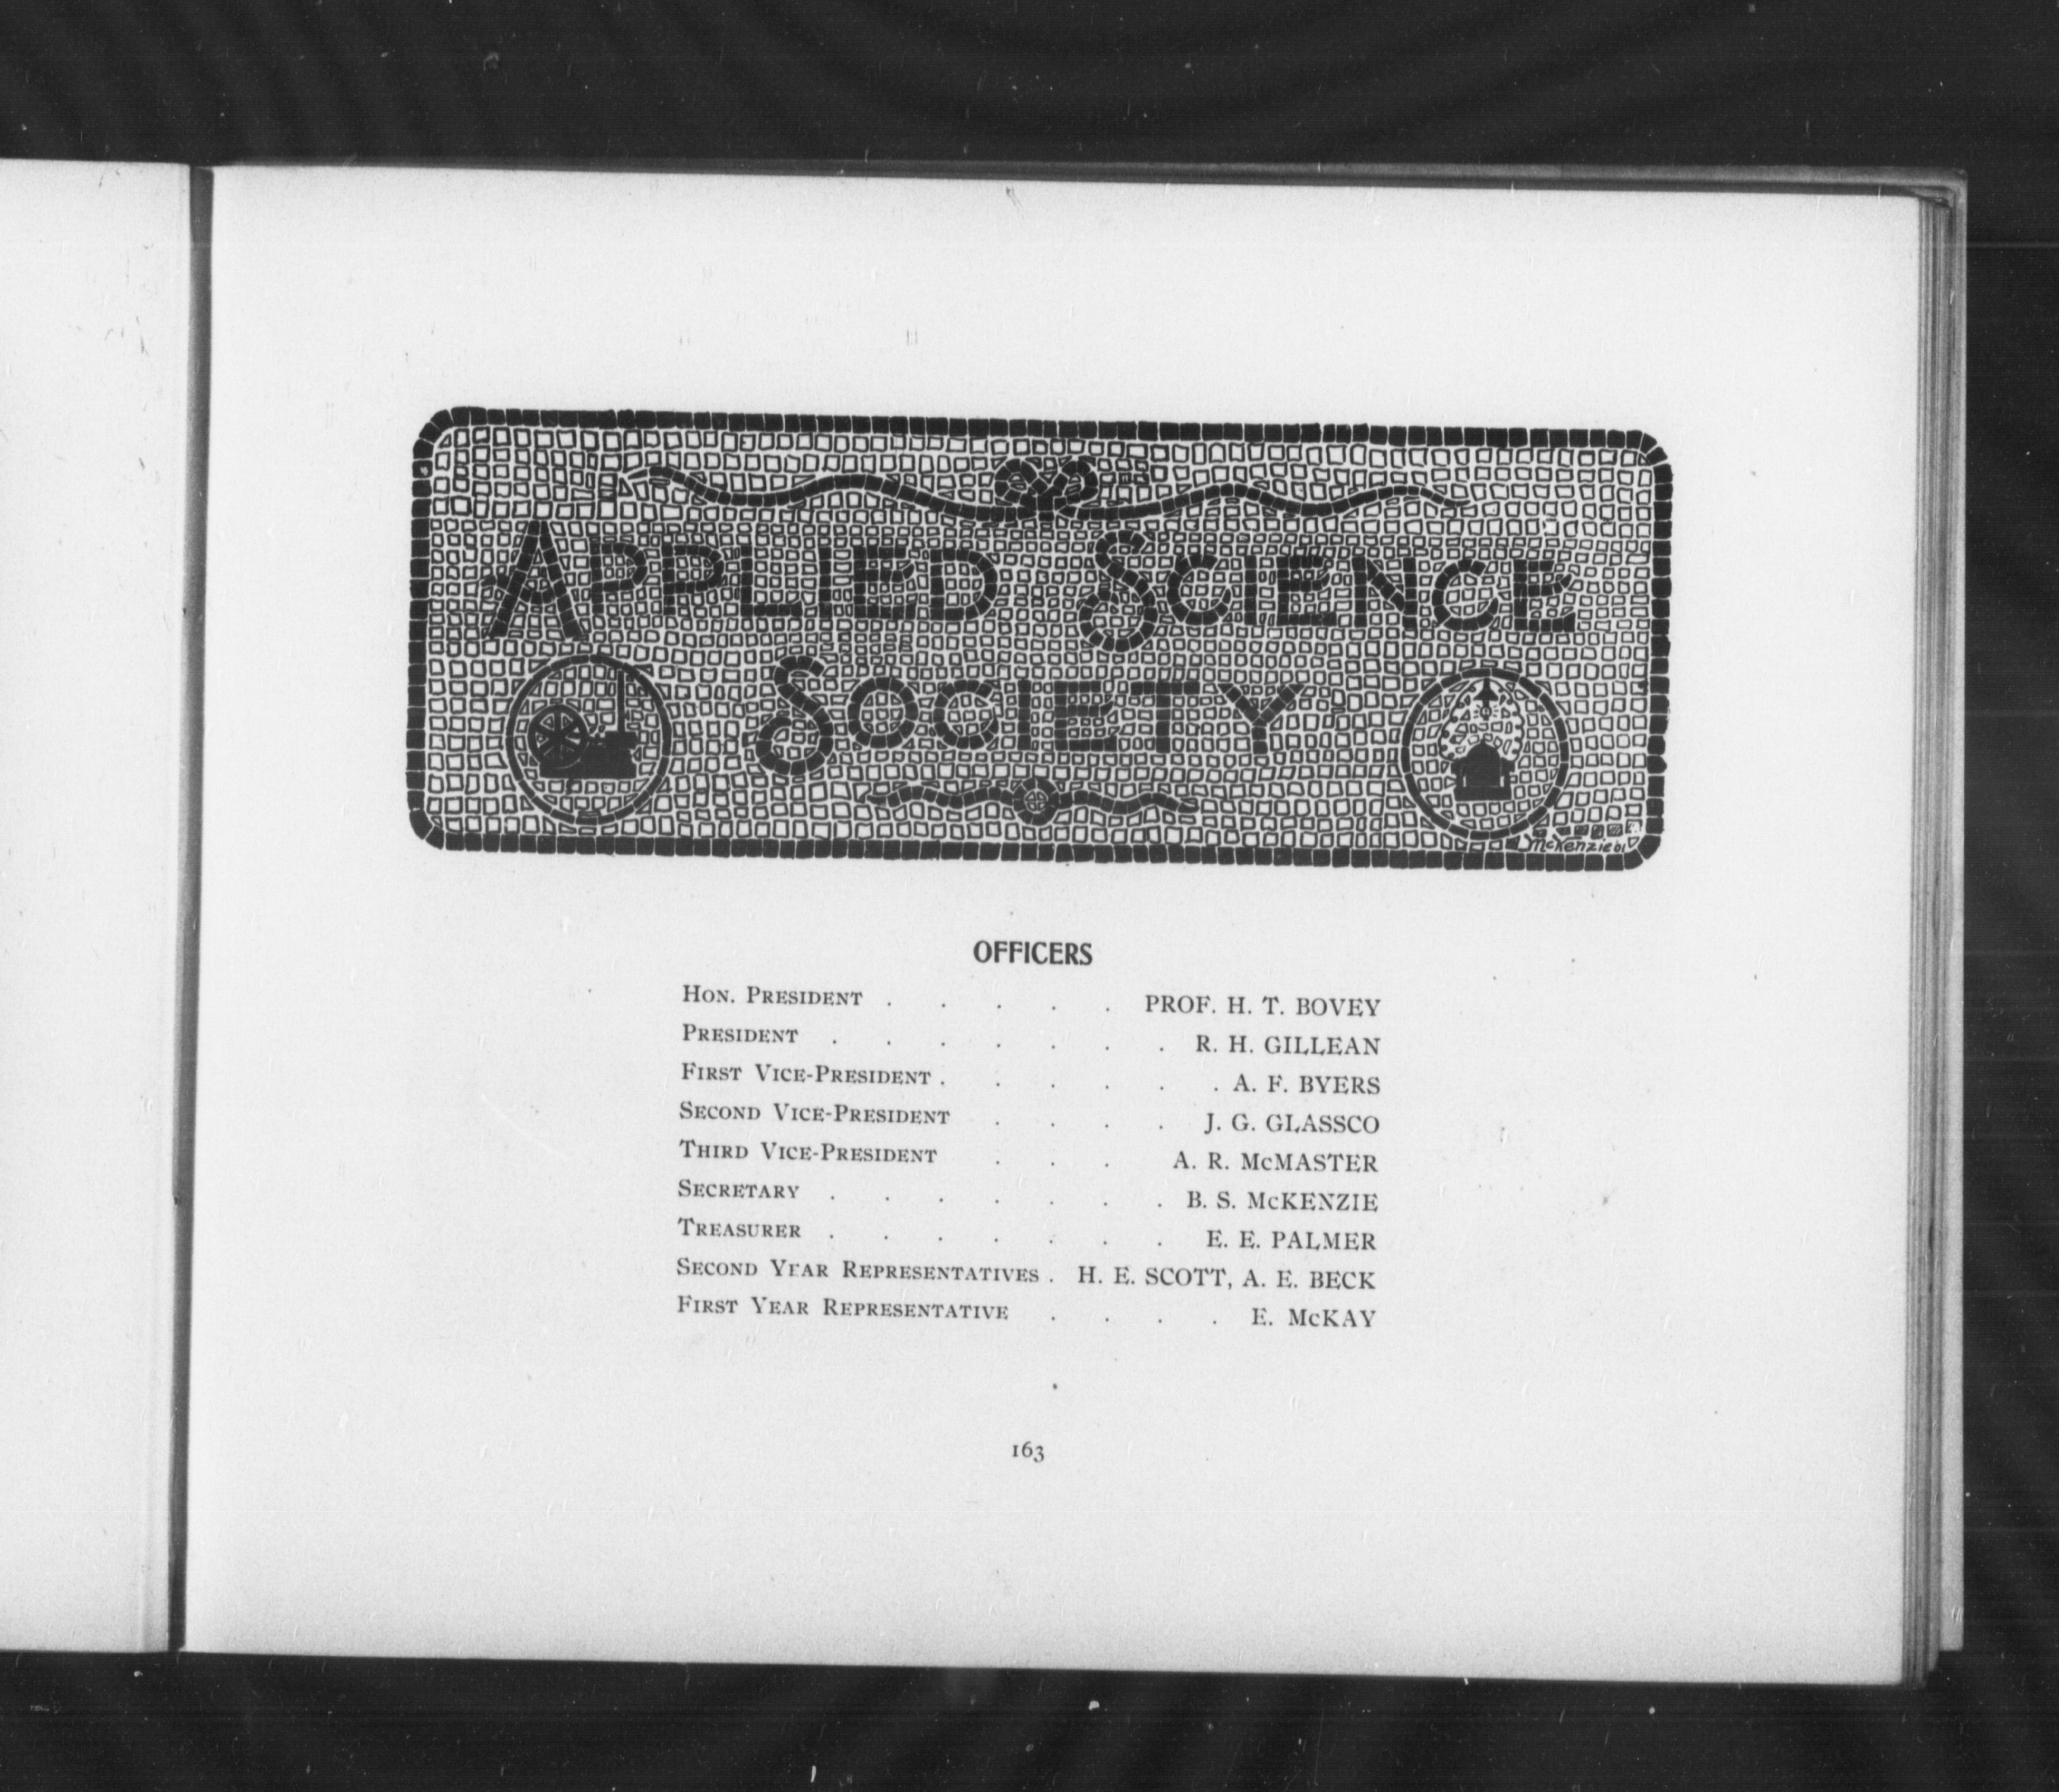 APPLIED SCIENCE
SOCIETY
McKenzie 01
OFFICERS
HON. PRESIDENT . . . . . PROF. H. T. BOVEY
PRESIDENT . . . . . . . R. H. GILLEAN
FIRST VICE-PRESIDENT . . . . . . A. F. BYERS
SECOND VICE-PRESIDENT . . . . J. G. GLASSCO
THIRD VICE-PRESIDENT . . . A. R. McMASTER
SECRETARY . . . . . . . B. S. McKENZIE
TREASURER . . . . . . . E. E. PALMER
SECOND YEAR REPRESENTATIVES . H. E. SCOTT, A. E. BECK
FIRST YEAR REPRESENTATIVE . . . . E. McKAY
163